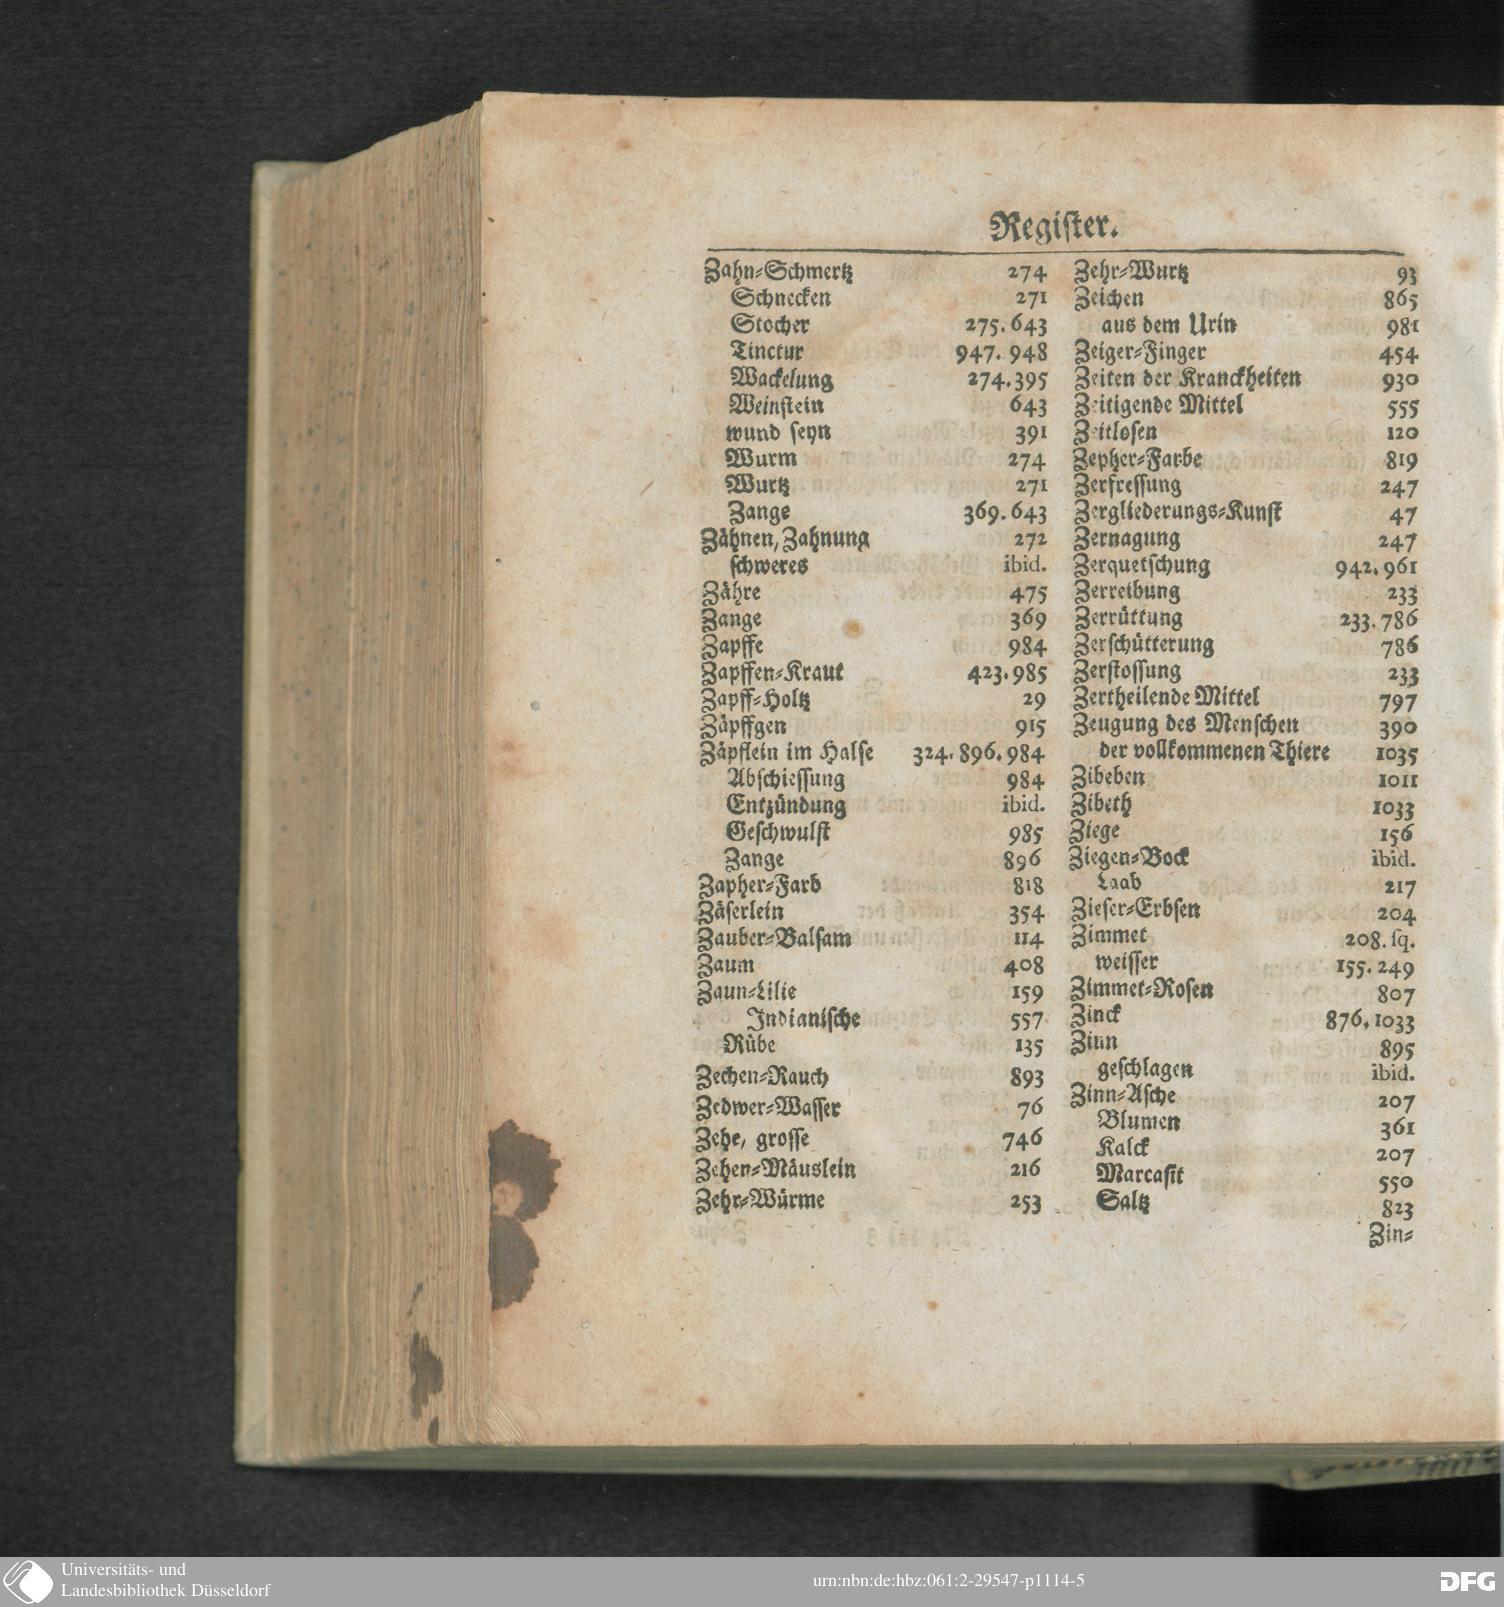 Register.
Zahn-Schmertz 274
Schnecken 271
Stocher 275. 643
Tinctur 947. 948
Wackelung 274. 395
Weinstein 643
wund seyn 391
Wurm 274
Wurtz 271
Zange 369. 643
Zähnen, Zahnung 272
schweres ibid.
Zähre 475
Zange 369
Zapffe 984
Zapffen-Kraut 423. 985
Zapff-Holtz 29
Zäpffgen 915
Zäpflein im Halse 324. 896. 984
Abschiessung 984
Entzündung ibid.
Geschwulst 985
Zange 896
Zapher-Farb 818
Zäserlein 354
Zauber-Balsam 114
Zaum 408
Zaun-Lilie 159
Indianische 557
Rübe 135
Zechen-Rauch 893
Zedwer-Wasser 76
Zehe, grosse 746
Zehen-Mäuslein 216
Zehr-Würme 253
Zehr-Wurtz 93
Zeichen 865
aus dem Urin 981
Zeiger-Finger 454
Zeiten der Kranckheiten 930
Zeitigende Mittel 555
Zeitlosen 120
Zepher-Farbe 819
Zerfressung 247
Zergliederungs-Kunst 47
Zernagung 247
Zerquetschung 942. 961
Zerreibung 233
Zerrüttung 233. 786
Zerschütterung 786
Zerstossung 233
Zertheilende Mittel 797
Zeugung des Menschen 390
der vollkommenen Thiere 1035
Zibeben 1011
Zibeth 1033
Ziege 156
Ziegen-Bock ibid.
Laab 217
Zieser-Erbsen 204
Zimmet 208. sq.
weisser 155. 249
Zimmet-Rosen 807
Zinck 876. 1033
Zinn 895
geschlagen ibid.
Zinn-Asche 207
Blumen 361
Kalck 207
Marcasit 550
Saltz 823
Zin-
Universitäts- und
Landesbibliothek Düsseldorf
urn:nbn:de:hbz:061:2-29547-p1114-5
DFG